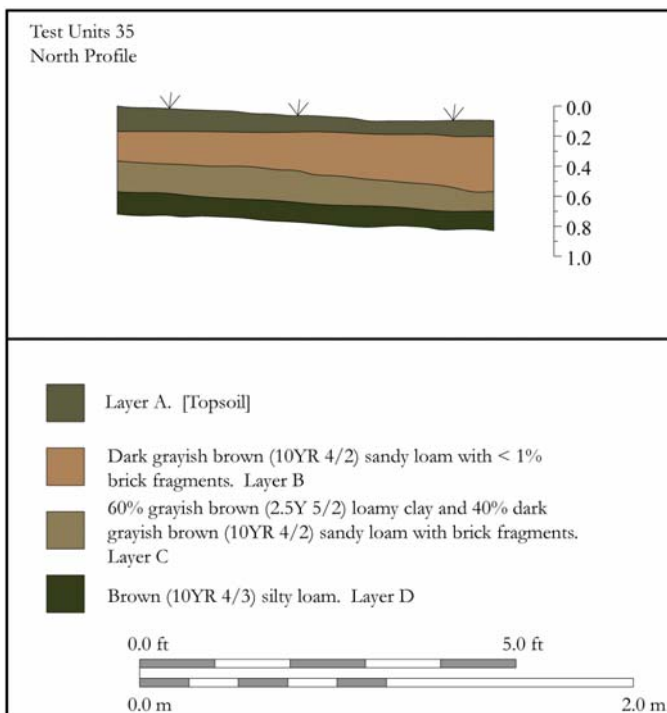 Test Units 35
North Profile
0.0
0.2
0.4
0.6
0.8
1.0
Layer A. [Topsoil]
Dark grayish brown (10YR 4/2) sandy loam with < 1%
brick fragments. Layer B
60% grayish brown (2.5Y 5/2) loamy clay and 40% dark
grayish brown (10YR 4/2) sandy loam with brick fragments.
Layer C
Brown (10YR 4/3) silty loam. Layer D
0.0 ft 5.0 ft
0.0 m 2.0 m